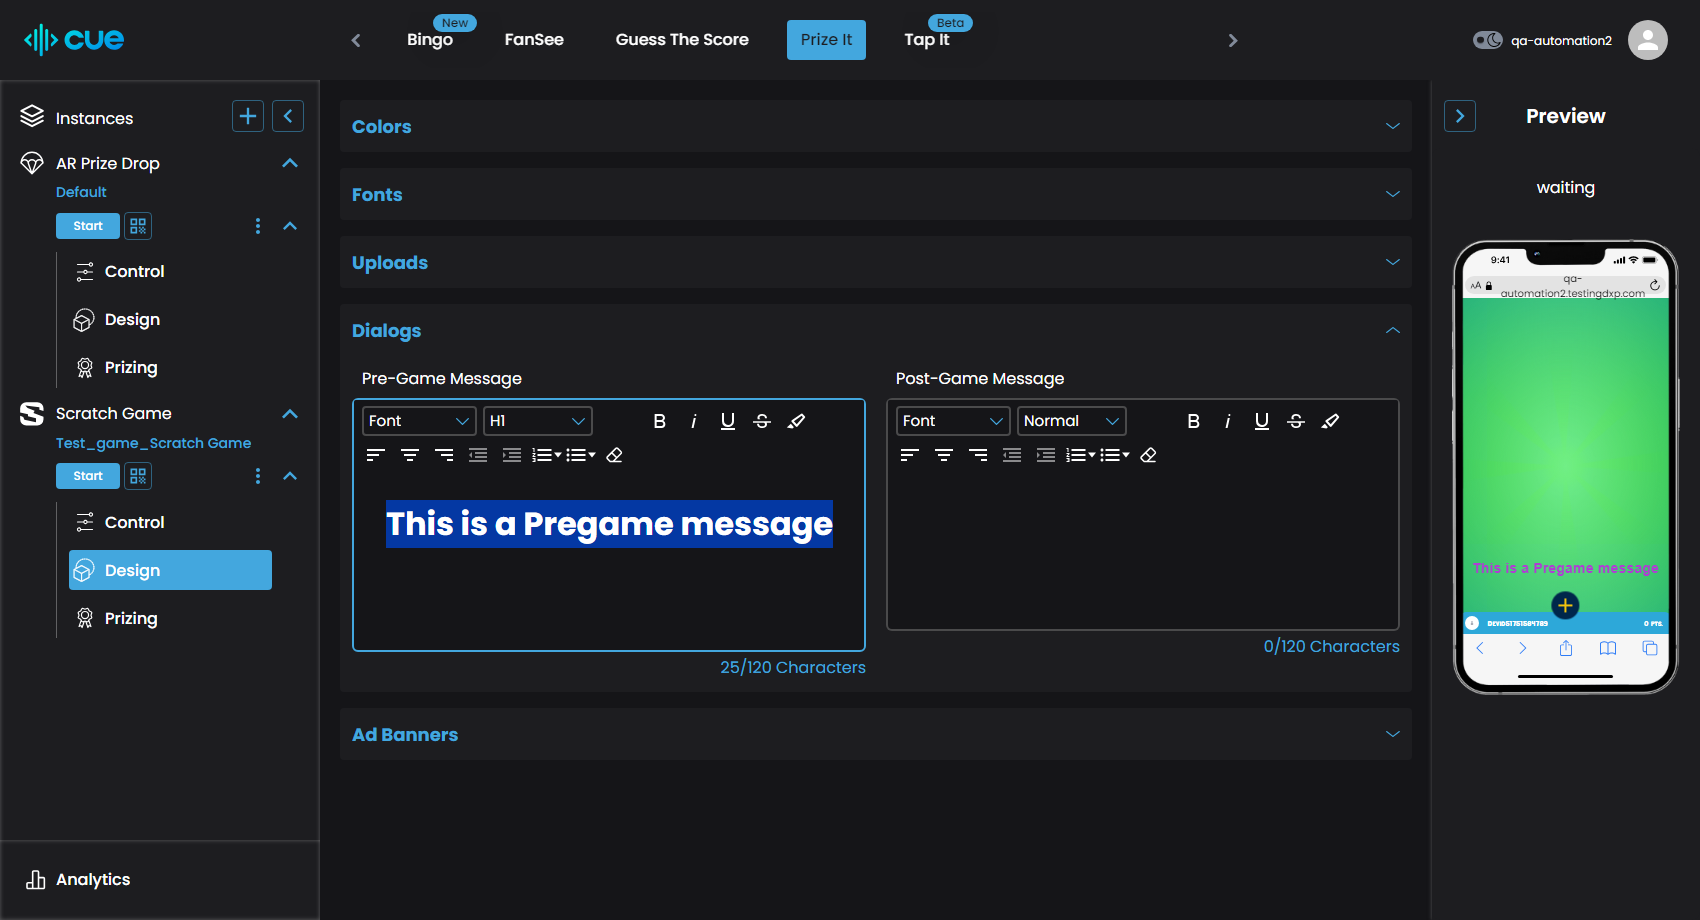 cue
New
Beta
Bingo
FanSee
Guess The Score
Prize It
Tap It
qa-automation2
Instances
AR Prize Drop
Default
Start
Control
Design
Prizing
Scratch Game
Test_game_Scratch Game
Start
Control
Design
Prizing
Analytics
Colors
Fonts
Uploads
Dialogs
Pre-Game Message
Font
H1
B i U S
This is a Pregame message
25/120 Characters
Post-Game Message
Font
Normal
B i U S
0/120 Characters
Ad Banners
Preview
waiting
9:41
AA
qa-
automation2.testingdxp.com
This is a Pregame message
0 PTS.